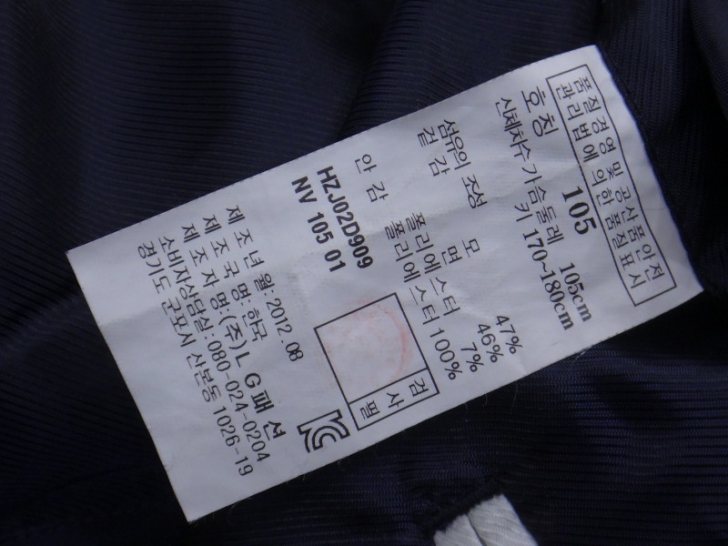 품질경영 및 공산품안전
관리법에 의한 품질표시
호칭 105
신체치수 가슴둘레 105cm
키 170~180cm
섬유의 조성
겉감 모 47%
면 46%
폴리에스터 7%
안감 폴리에스터 100%
HZJ02D909
NV 105 01
검사필
제조년월: 2012. 08
제조국명: 한국
제조자명: (주)LG패션
소비자상담실: 080-024-0204
경기도 군포시 산본동 1026-19